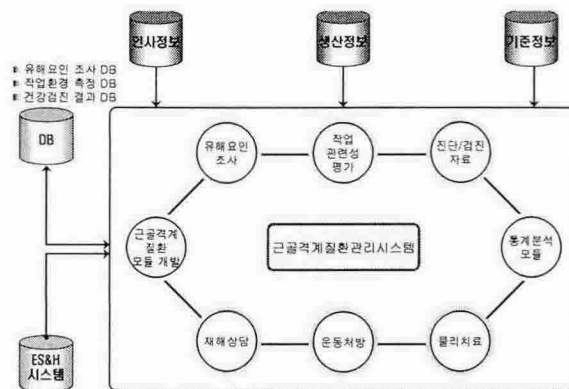 인사정보
생산정보
기준정보
유해요인 조사 DB
작업환경 측정 DB
건강검진 결과 DB
DB
유해요인
조사
작업
관련성
평가
진단/검진
자료
근골격계
질환
모듈 개발
근골격계질환관리시스템
통계분석
모듈
재해상담
운동처방
물리치료
ES&H
시스템